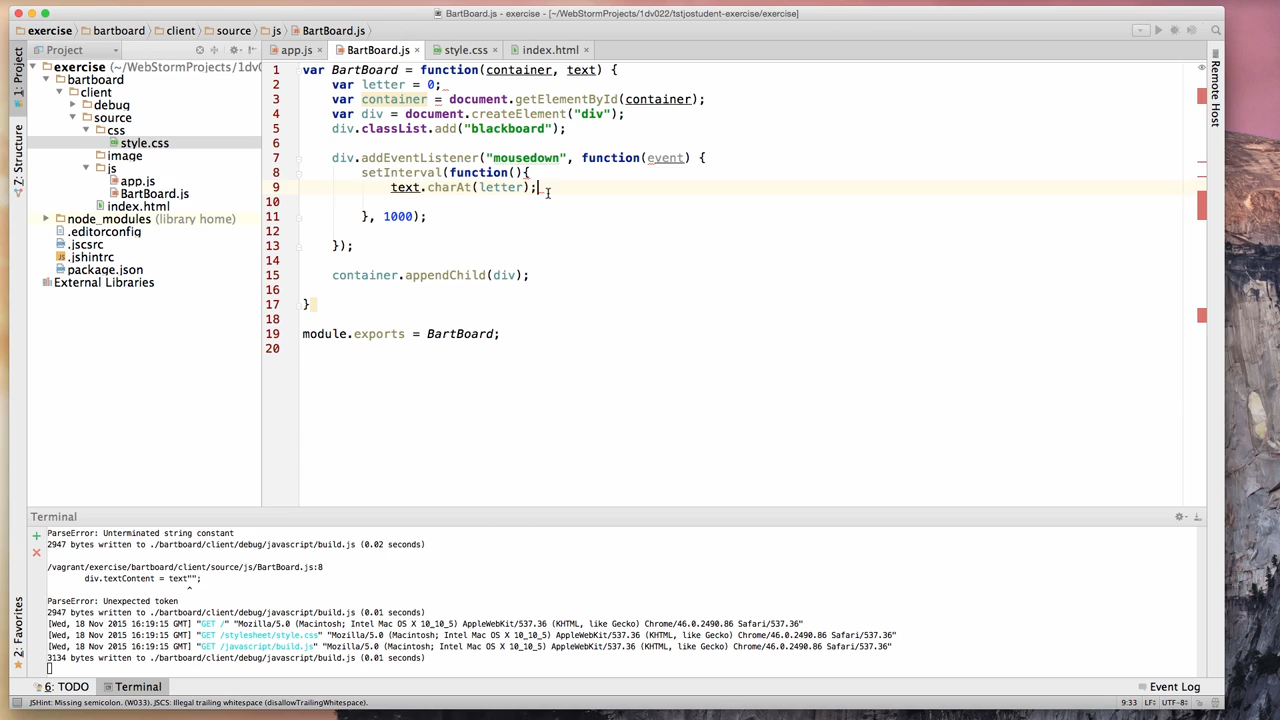 BartBoard.js - exercise - [~/WebStormProjects/1dv022/tstjostudent-exercise/exercise]
exercise bartboard client source js BartBoard.js
Project
app.js × BartBoard.js × style.css × index.html ×
1: Project
2: Structure
2: Favorites
Remote Host
exercise (~/WebStormProjects/1dv0
bartboard
client
debug
source
css
style.css
image
js
app.js
BartBoard.js
index.html
node_modules (library home)
.editorconfig
.jscsrc
.jshintrc
package.json
External Libraries
1 var BartBoard = function(container, text) {
2 var letter = 0;
3 var container = document.getElementById(container);
4 var div = document.createElement("div");
5 div.classList.add("blackboard");
6
7 div.addEventListener("mousedown", function(event) {
8 setInterval(function(){
9 text.charAt(letter);
10
11 }, 1000);
12
13 });
14
15 container.appendChild(div);
16
17 }
18
19 module.exports = BartBoard;
20
Terminal
ParseError: Unterminated string constant
2947 bytes written to ./bartboard/client/debug/javascript/build.js (0.02 seconds)
/vagrant/exercise/bartboard/client/source/js/BartBoard.js:8
div.textContent = text"";
^
ParseError: Unexpected token
2947 bytes written to ./bartboard/client/debug/javascript/build.js (0.01 seconds)
[Wed, 18 Nov 2015 16:19:15 GMT] "GET /" "Mozilla/5.0 (Macintosh; Intel Mac OS X 10_10_5) AppleWebKit/537.36 (KHTML, like Gecko) Chrome/46.0.2490.86 Safari/537.36"
[Wed, 18 Nov 2015 16:19:15 GMT] "GET /stylesheet/style.css" "Mozilla/5.0 (Macintosh; Intel Mac OS X 10_10_5) AppleWebKit/537.36 (KHTML, like Gecko) Chrome/46.0.2490.86 Safari/537.36"
[Wed, 18 Nov 2015 16:19:15 GMT] "GET /javascript/build.js" "Mozilla/5.0 (Macintosh; Intel Mac OS X 10_10_5) AppleWebKit/537.36 (KHTML, like Gecko) Chrome/46.0.2490.86 Safari/537.36"
3134 bytes written to ./bartboard/client/debug/javascript/build.js (0.01 seconds)
6: TODO Terminal Event Log
JSHint: Missing semicolon. (W033). JSCS: Illegal trailing whitespace (disallowTrailingWhitespace). 9:33 LF÷ UTF-8÷